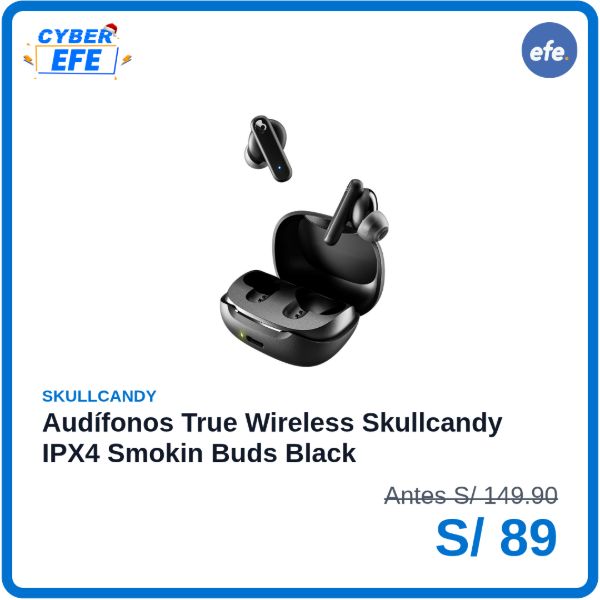 CYBER
EFE
efe.
SKULLCANDY
Audífonos True Wireless Skullcandy
IPX4 Smokin Buds Black
Antes S/ 149.90
S/ 89